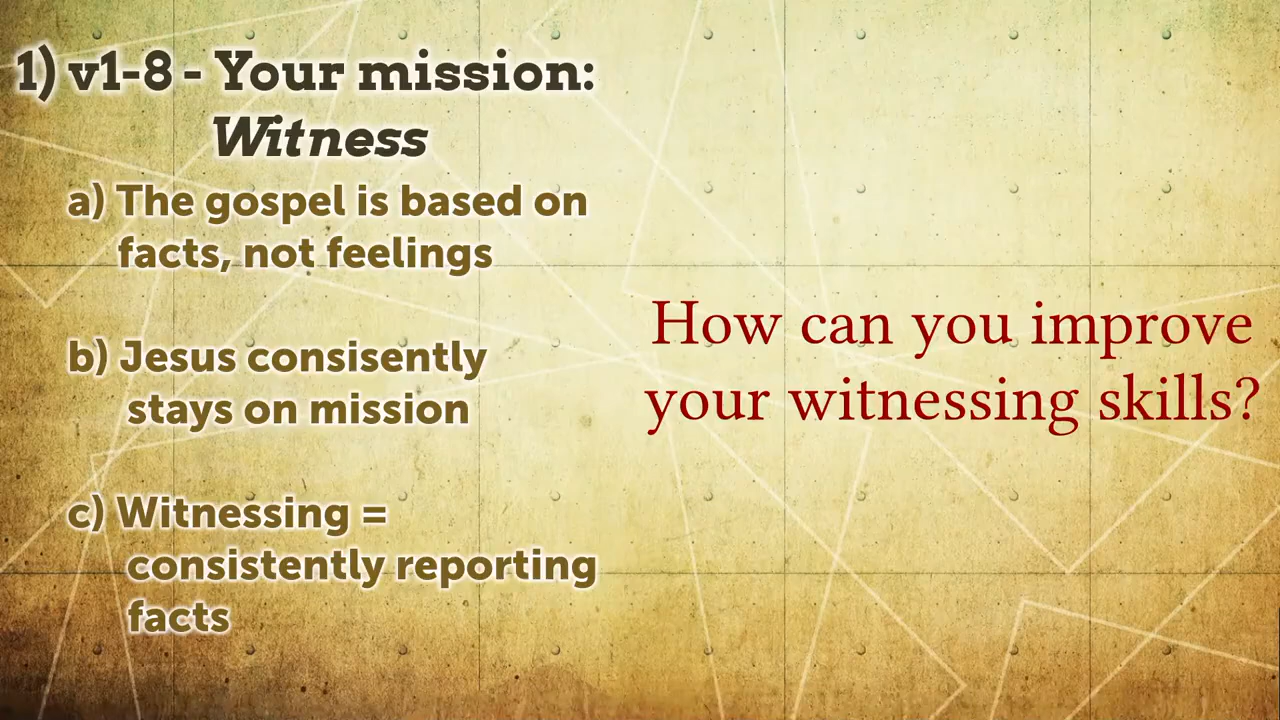 1) v1-8 - Your mission:
Witness
a) The gospel is based on
facts, not feelings
b) Jesus consisently
stays on mission
c) Witnessing =
consistently reporting
facts
How can you improve
your witnessing skills?